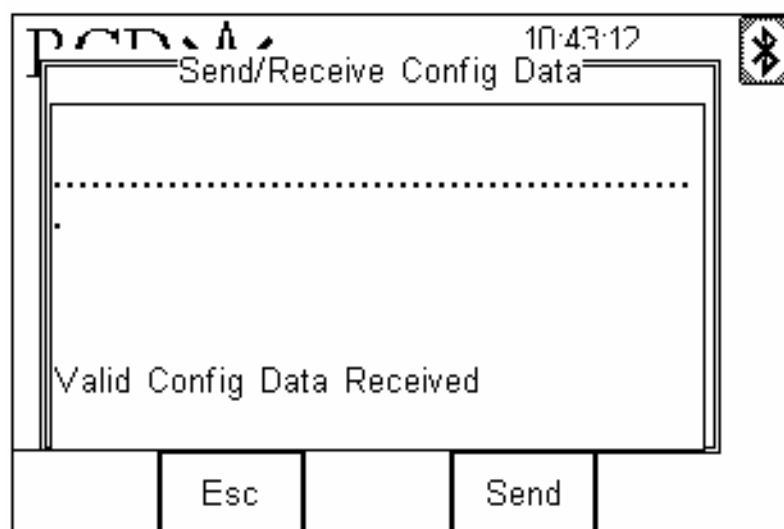 10:43:12
Send/Receive Config Data
Valid Config Data Received
Esc
Send